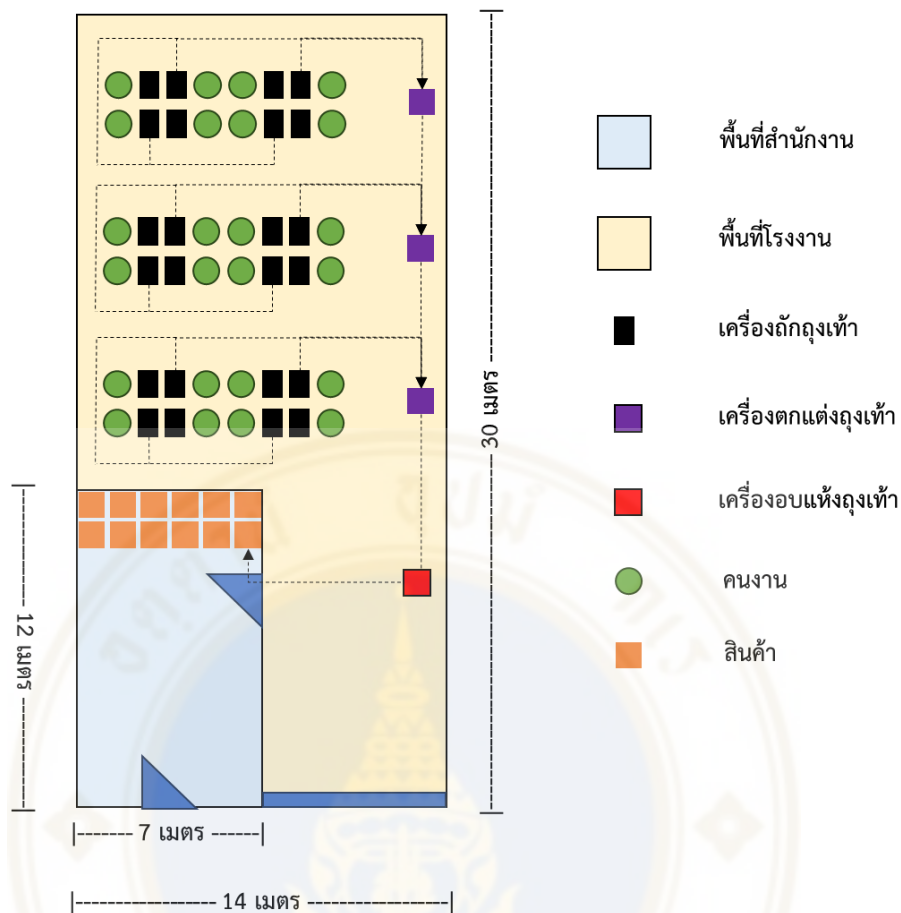 พื้นที่สำนักงาน
พื้นที่โรงงาน
เครื่องถักถุงเท้า
เครื่องตกแต่งถุงเท้า
เครื่องอบแห้งถุงเท้า
คนงาน
สินค้า
30 เมตร
12 เมตร
7 เมตร
14 เมตร